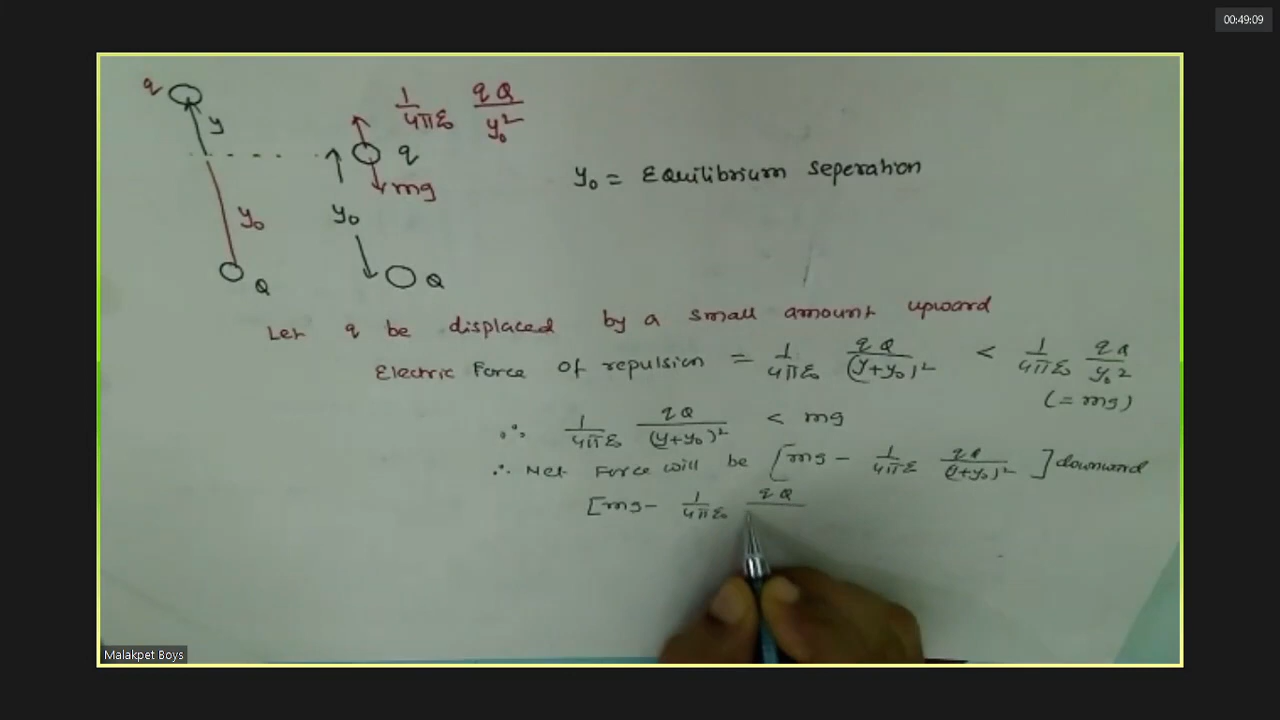 00:49:09
q
y
y₀
Q
1/4πε₀ qQ/y₀²
q
mg
y₀
Q
y₀ = Equilibrium seperation
Let q be displaced by a small amount upward
Electric Force of repulsion = 1/4πε₀ qQ/(y+y₀)² < 1/4πε₀ qQ/y₀²
(= mg)
∴ 1/4πε₀ qQ/(y+y₀)² < mg
∴ Net Force will be [mg - 1/4πε₀ qQ/(y+y₀)²] downward
[mg - 1/4πε₀ qQ
Malakpet Boys